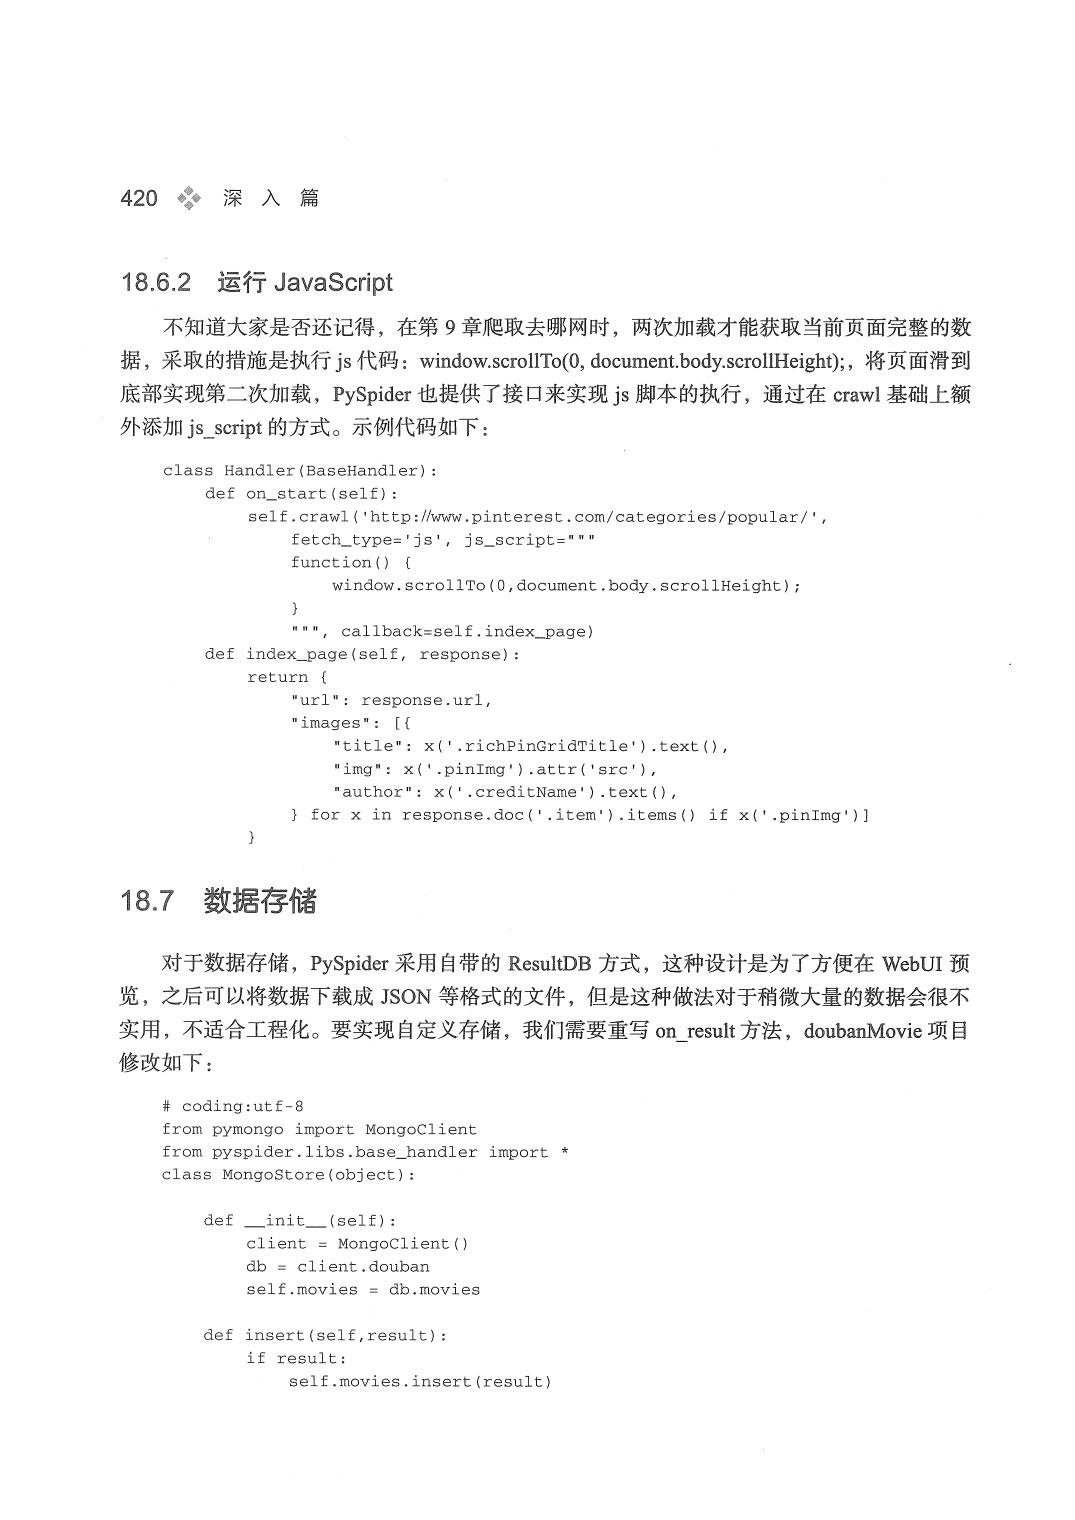 420 深 入 篇
18.6.2 运行 JavaScript
不知道大家是否还记得，在第 9 章爬取去哪网时，两次加载才能获取当前页面完整的数
据，采取的措施是执行 js 代码：window.scrollTo(0, document.body.scrollHeight);，将页面滑到
底部实现第二次加载，PySpider 也提供了接口来实现 js 脚本的执行，通过在 crawl 基础上额
外添加 js_script 的方式。示例代码如下：
class Handler(BaseHandler):
    def on_start(self):
        self.crawl('http://www.pinterest.com/categories/popular/',
            fetch_type='js', js_script="""
            function() {
                window.scrollTo(0,document.body.scrollHeight);
            }
            """, callback=self.index_page)
    def index_page(self, response):
        return {
            "url": response.url,
            "images": [{
                "title": x('.richPinGridTitle').text(),
                "img": x('.pinImg').attr('src'),
                "author": x('.creditName').text(),
            } for x in response.doc('.item').items() if x('.pinImg')]
        }
18.7 数据存储
对于数据存储，PySpider 采用自带的 ResultDB 方式，这种设计是为了方便在 WebUI 预
览，之后可以将数据下载成 JSON 等格式的文件，但是这种做法对于稍微大量的数据会很不
实用，不适合工程化。要实现自定义存储，我们需要重写 on_result 方法，doubanMovie 项目
修改如下：
# coding:utf-8
from pymongo import MongoClient
from pyspider.libs.base_handler import *
class MongoStore(object):
    def __init__(self):
        client = MongoClient()
        db = client.douban
        self.movies = db.movies
    def insert(self,result):
        if result:
            self.movies.insert(result)